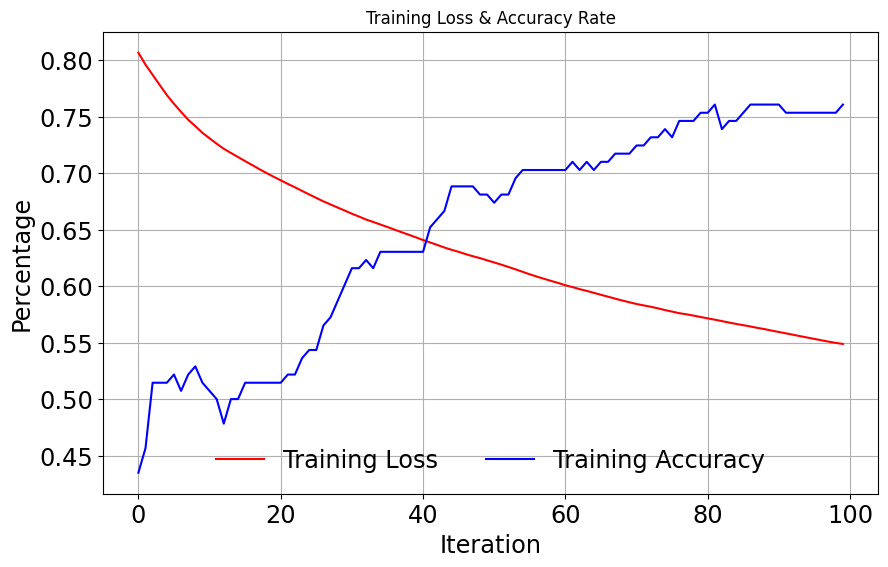 Training Loss & Accuracy Rate
0.80
0.75
0.70
0.65
0.60
0.55
0.50
0.45
Percentage
Training Loss
Training Accuracy
0 20 40 60 80 100
Iteration